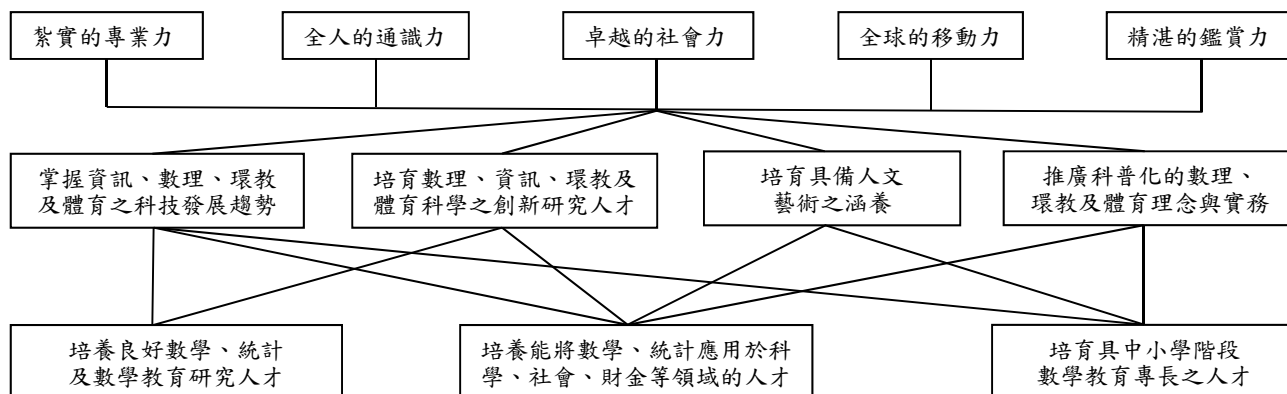 紮實的專業力
全人的通識力
卓越的社會力
全球的移動力
精湛的鑑賞力
掌握資訊、數理、環教
及體育之科技發展趨勢
培育數理、資訊、環教及
體育科學之創新研究人才
培育具備人文
藝術之涵養
推廣科普化的數理、
環教及體育理念與實務
培養良好數學、統計
及數學教育研究人才
培養能將數學、統計應用於科
學、社會、財金等領域的人才
培育具中小學階段
數學教育專長之人才